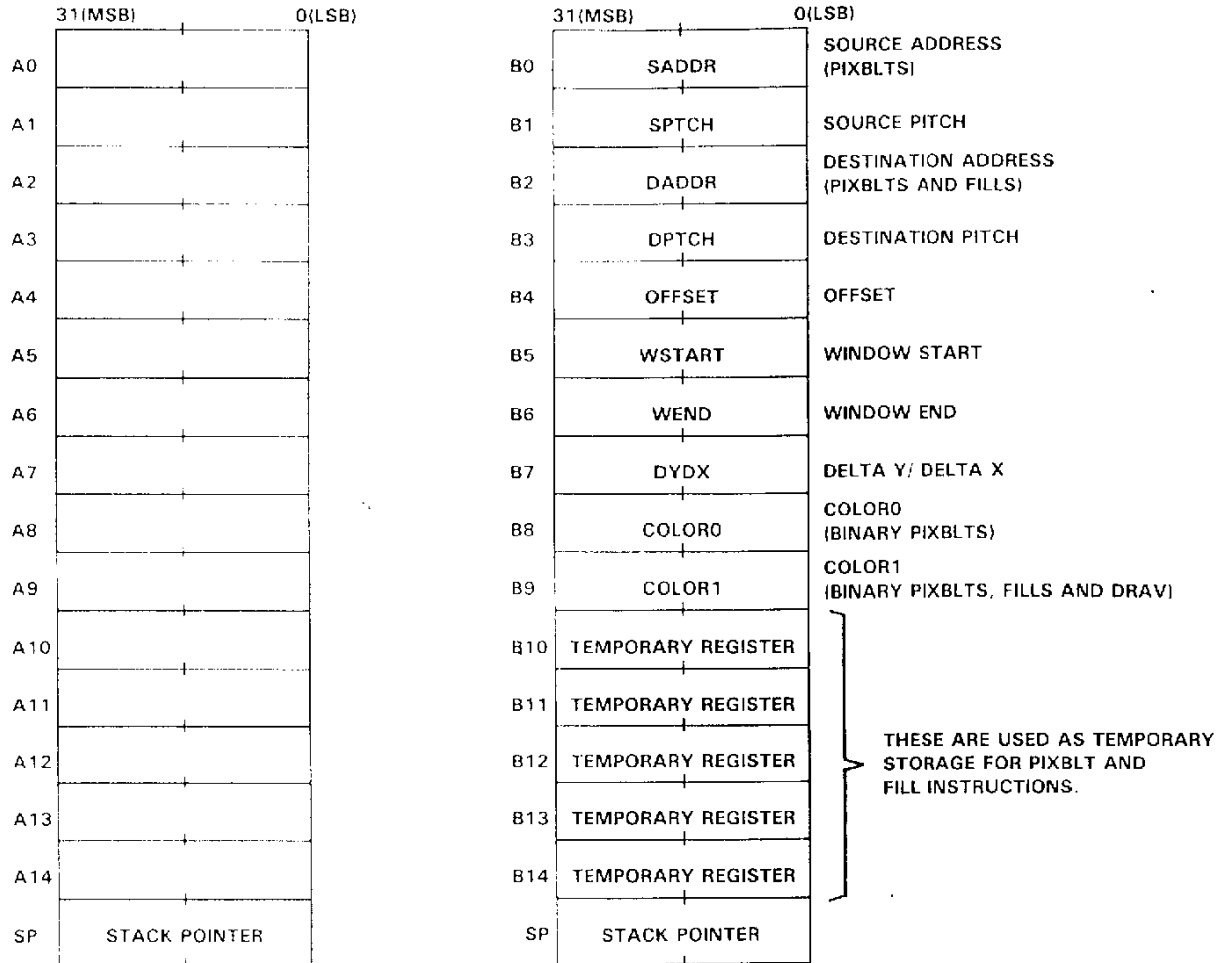 31(MSB) 0(LSB) 31(MSB) 0(LSB)
A0 B0 SADDR SOURCE ADDRESS
(PIXBLTS)
A1 B1 SPTCH SOURCE PITCH
A2 B2 DADDR DESTINATION ADDRESS
(PIXBLTS AND FILLS)
A3 B3 DPTCH DESTINATION PITCH
A4 B4 OFFSET OFFSET
A5 B5 WSTART WINDOW START
A6 B6 WEND WINDOW END
A7 B7 DYDX DELTA Y/ DELTA X
A8 B8 COLOR0 COLOR0
(BINARY PIXBLTS)
A9 B9 COLOR1 COLOR1
(BINARY PIXBLTS, FILLS AND DRAV)
A10 B10 TEMPORARY REGISTER
A11 B11 TEMPORARY REGISTER
A12 B12 TEMPORARY REGISTER
A13 B13 TEMPORARY REGISTER
A14 B14 TEMPORARY REGISTER
THESE ARE USED AS TEMPORARY
STORAGE FOR PIXBLT AND
FILL INSTRUCTIONS.
SP STACK POINTER SP STACK POINTER